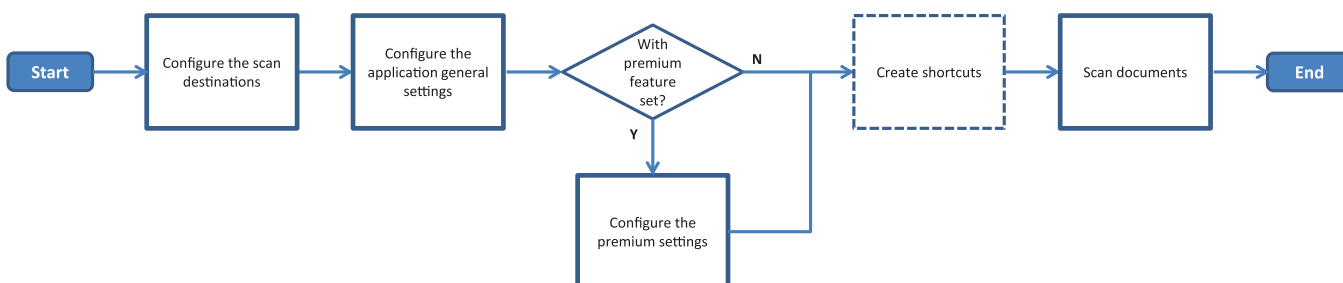 Start
Configure the scan
destinations
Configure the
application general
settings
With
premium
feature
set?
N
Y
Configure the
premium settings
Create shortcuts
Scan documents
End